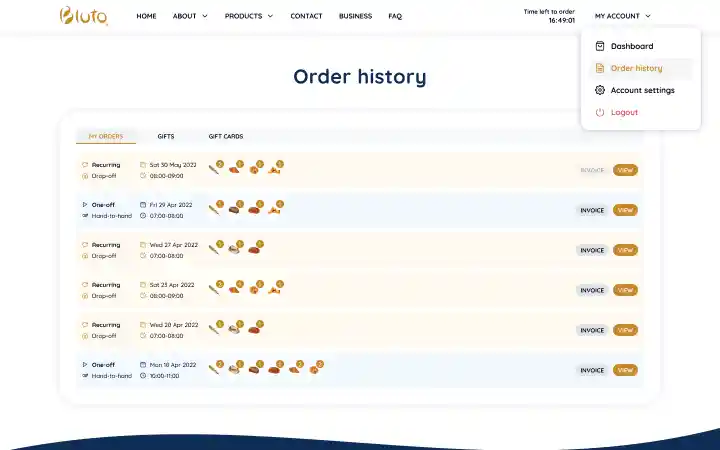 Bluto
HOME ABOUT PRODUCTS CONTACT BUSINESS FAQ
Time left to order
16:49:01
MY ACCOUNT
Dashboard
Order history
Account settings
Logout
Order history
MY ORDERS GIFTS GIFT CARDS
Recurring Sat 30 May 2022
Drop-off 08:00-09:00
INVOICE VIEW
One-off Fri 29 Apr 2022
Hand-to-hand 07:00-08:00
INVOICE VIEW
Recurring Wed 27 Apr 2022
Drop-off 07:00-08:00
INVOICE VIEW
Recurring Sat 23 Apr 2022
Drop-off 08:00-09:00
INVOICE VIEW
Recurring Wed 20 Apr 2022
Drop-off 07:00-08:00
INVOICE VIEW
One-off Mon 18 Apr 2022
Hand-to-hand 10:00-11:00
INVOICE VIEW